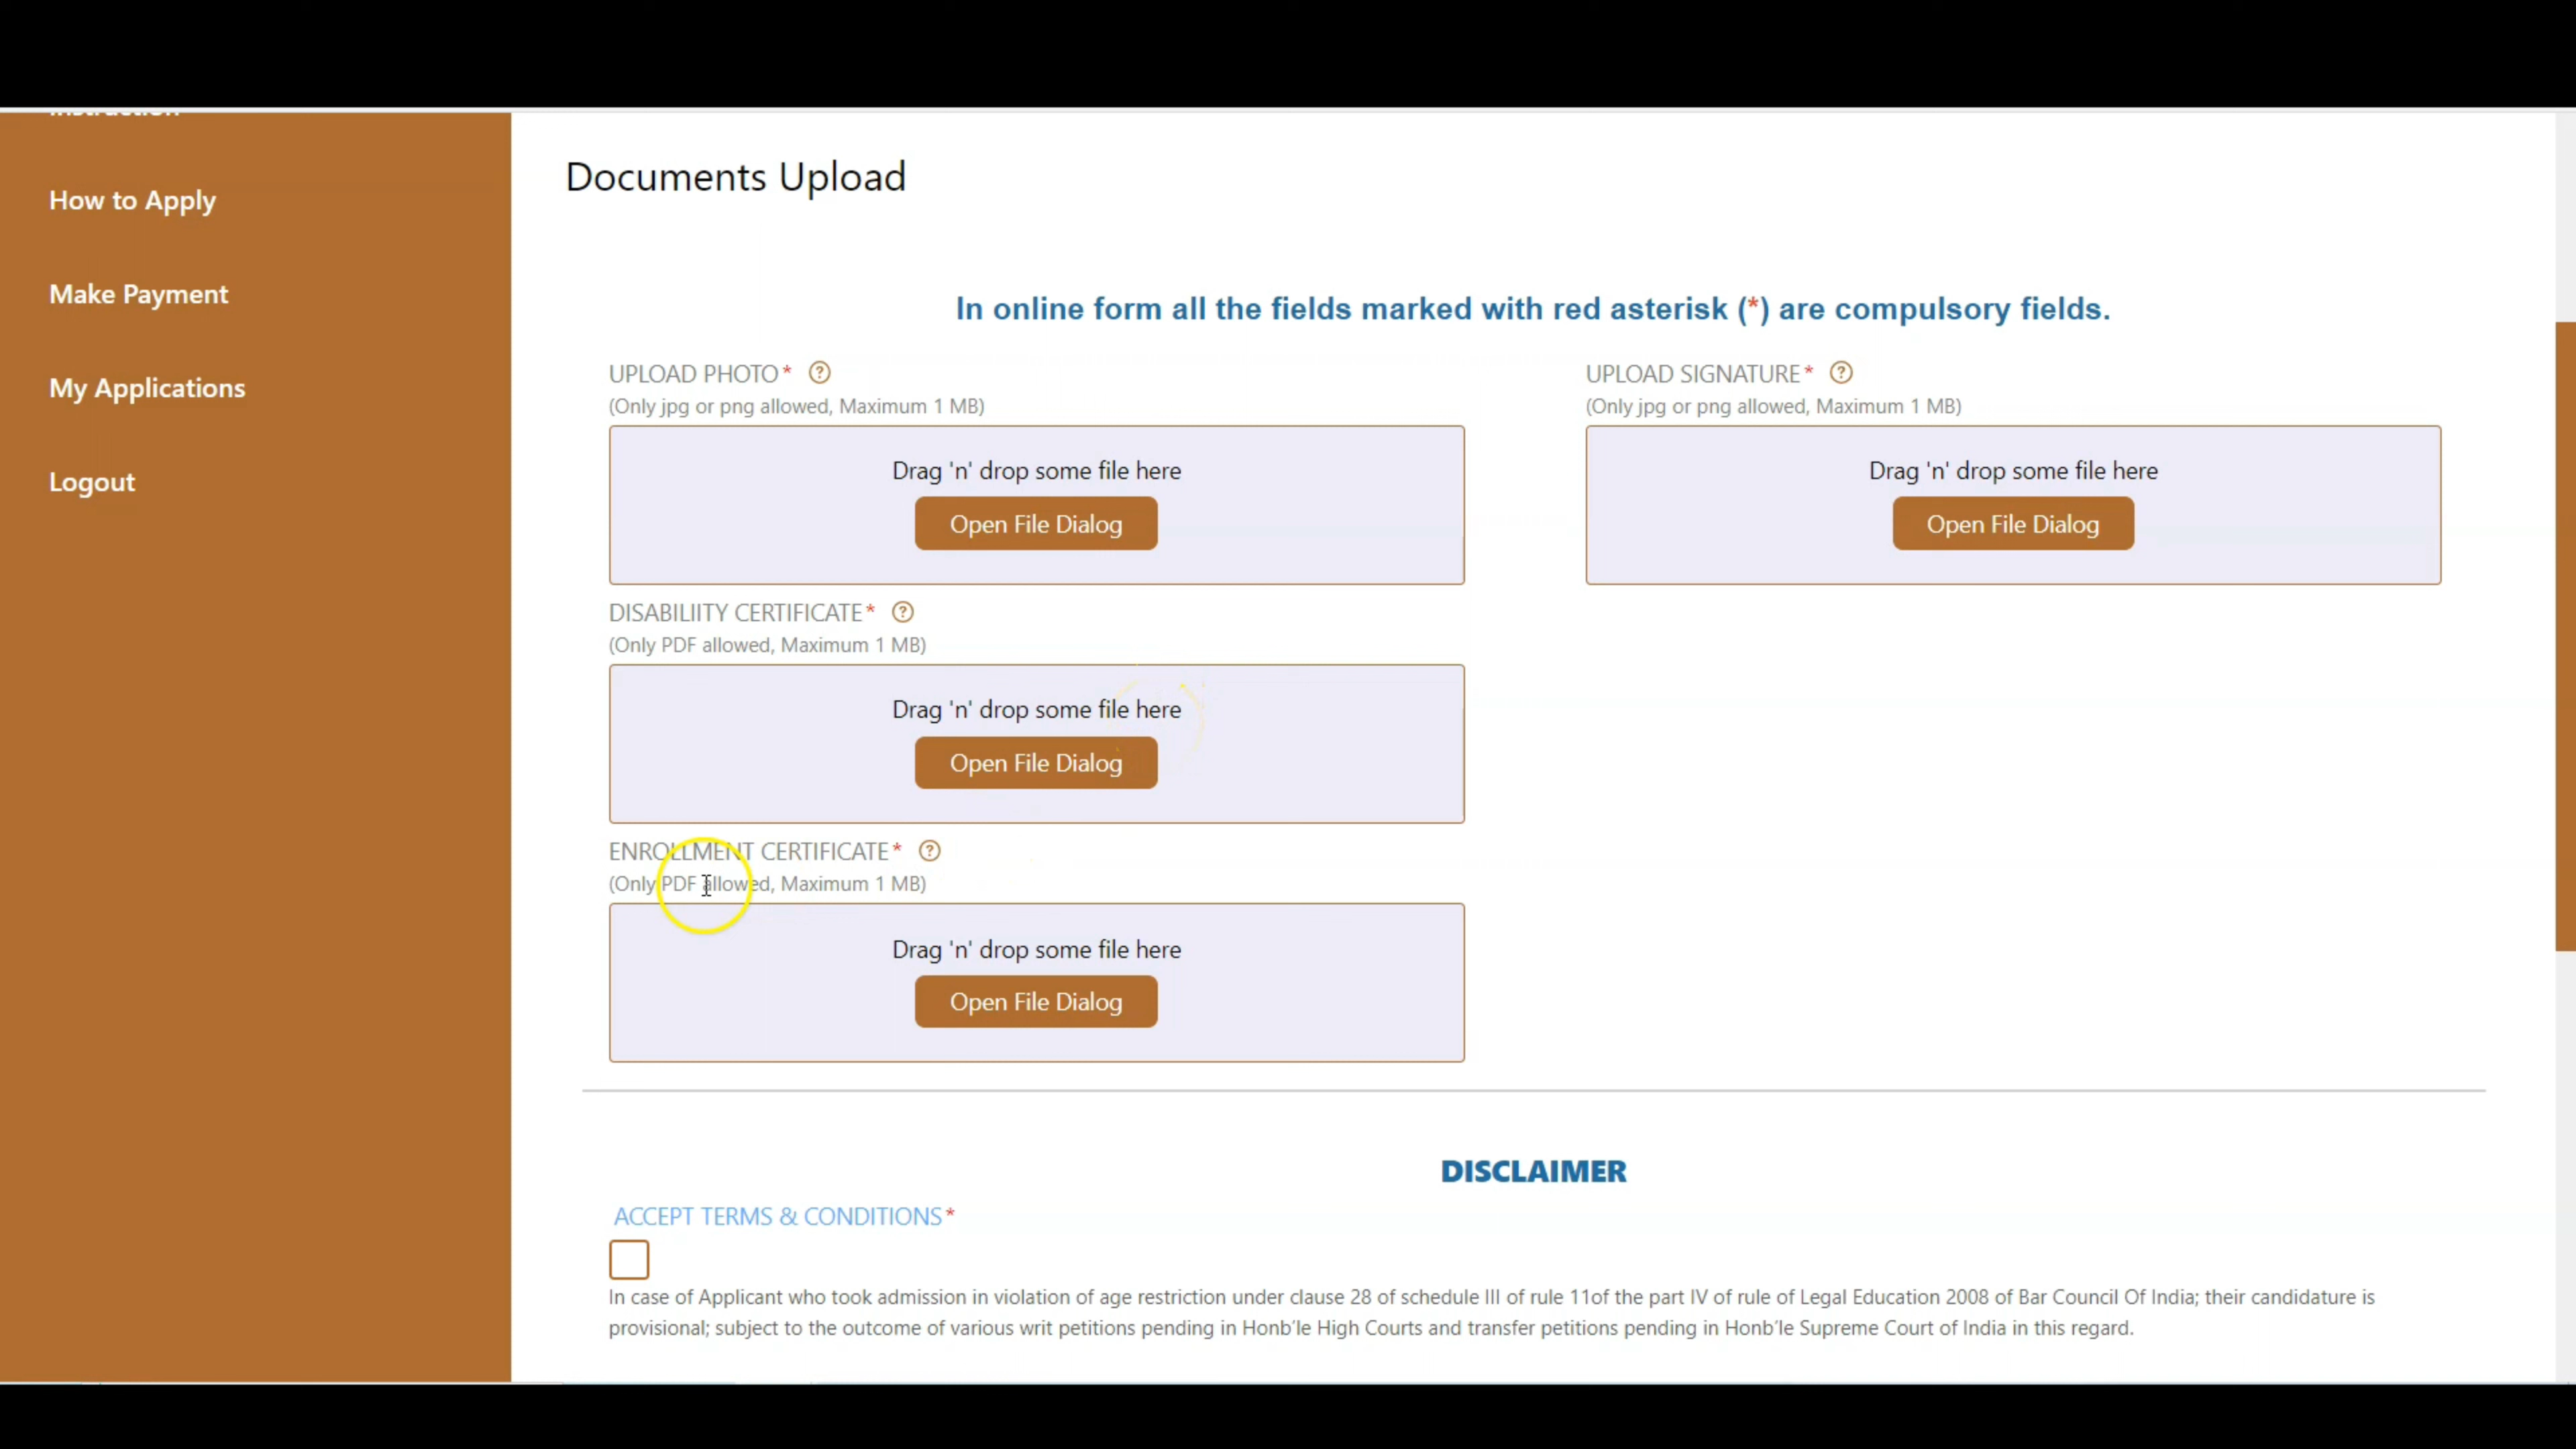 Instruction
How to Apply
Make Payment
My Applications
Logout
Documents Upload
In online form all the fields marked with red asterisk (*) are compulsory fields.
UPLOAD PHOTO* ?
(Only jpg or png allowed, Maximum 1 MB)
Drag 'n' drop some file here
Open File Dialog
UPLOAD SIGNATURE* ?
(Only jpg or png allowed, Maximum 1 MB)
Drag 'n' drop some file here
Open File Dialog
DISABILIITY CERTIFICATE* ?
(Only PDF allowed, Maximum 1 MB)
Drag 'n' drop some file here
Open File Dialog
ENROLLMENT CERTIFICATE* ?
(Only PDF allowed, Maximum 1 MB)
Drag 'n' drop some file here
Open File Dialog
DISCLAIMER
ACCEPT TERMS & CONDITIONS*
In case of Applicant who took admission in violation of age restriction under clause 28 of schedule III of rule 11of the part IV of rule of Legal Education 2008 of Bar Council Of India; their candidature is
provisional; subject to the outcome of various writ petitions pending in Honb'le High Courts and transfer petitions pending in Honb'le Supreme Court of India in this regard.